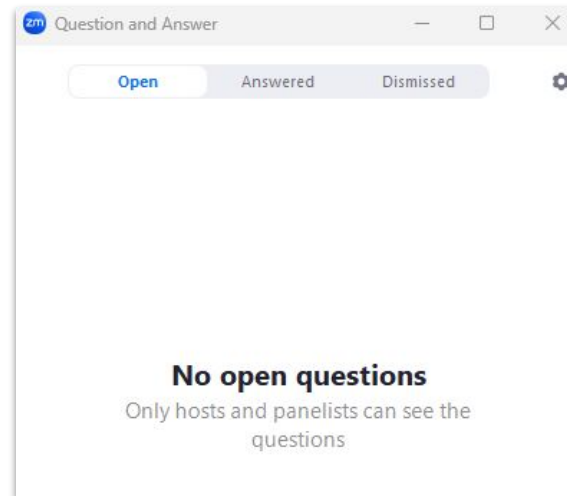 zm Question and Answer
Open Answered Dismissed
No open questions
Only hosts and panelists can see the
questions